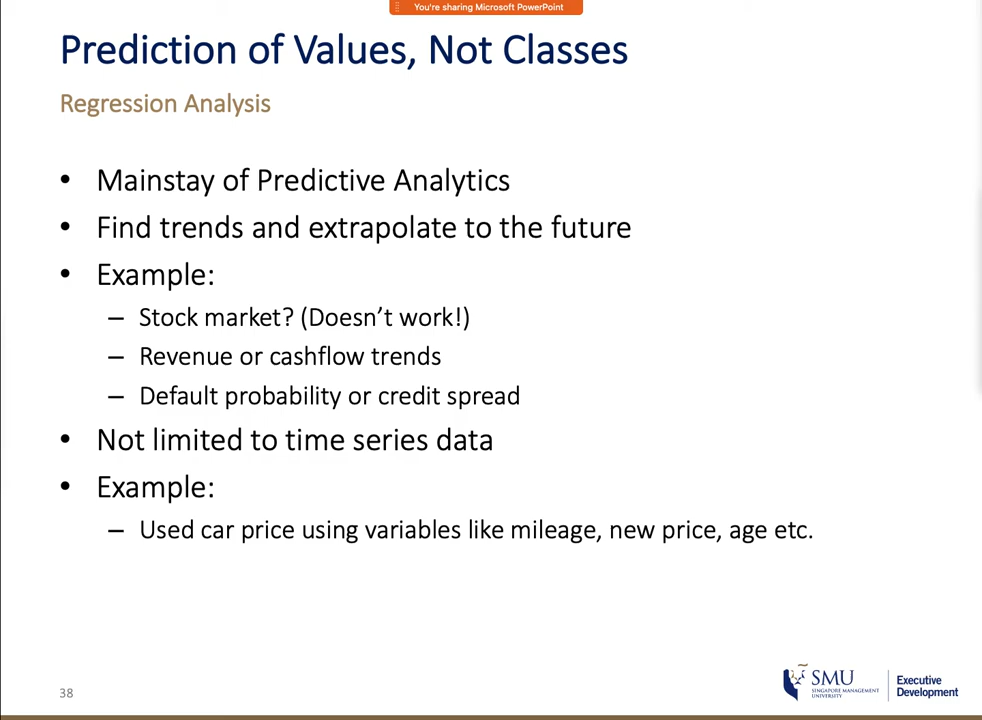 You're sharing Microsoft PowerPoint
Prediction of Values, Not Classes
Regression Analysis
• Mainstay of Predictive Analytics
• Find trends and extrapolate to the future
• Example:
– Stock market? (Doesn't work!)
– Revenue or cashflow trends
– Default probability or credit spread
• Not limited to time series data
• Example:
– Used car price using variables like mileage, new price, age etc.
38
SMU
SINGAPORE MANAGEMENT
UNIVERSITY
Executive
Development